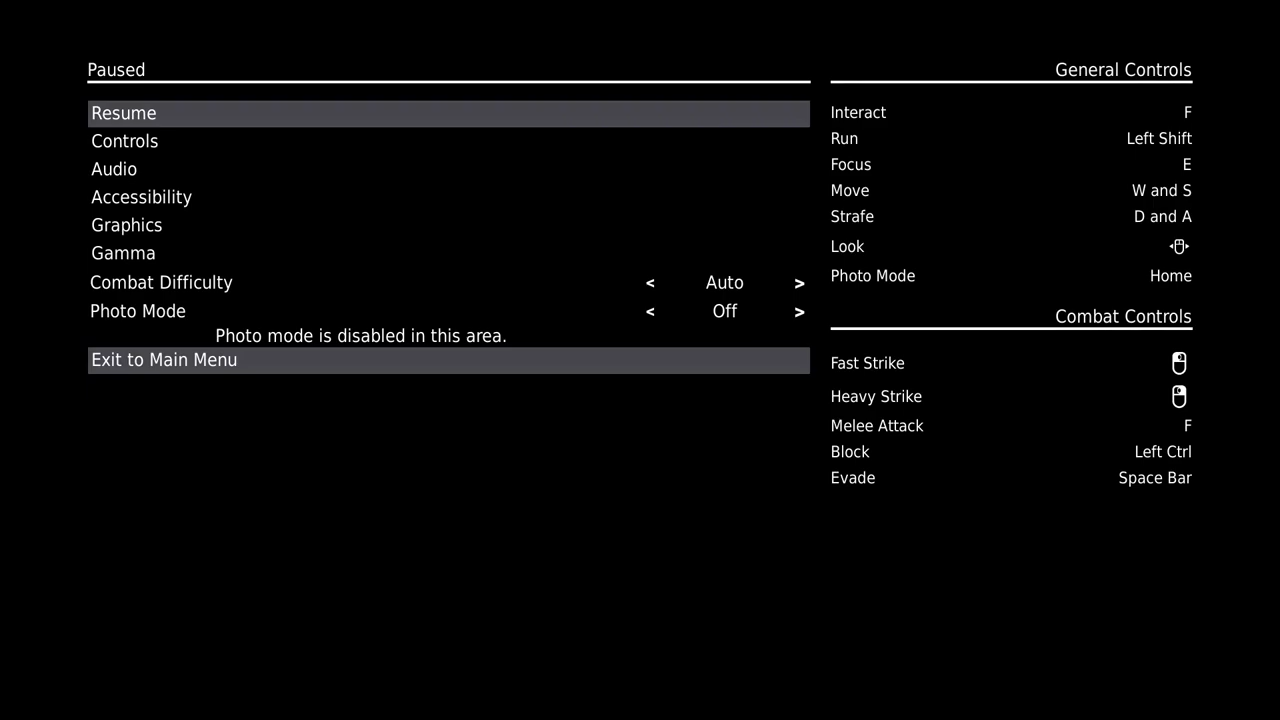 Paused
Resume
Controls
Audio
Accessibility
Graphics
Gamma
Combat Difficulty < Auto >
Photo Mode < Off >
Photo mode is disabled in this area.
Exit to Main Menu
General Controls
Interact F
Run Left Shift
Focus E
Move W and S
Strafe D and A
Look
Photo Mode Home
Combat Controls
Fast Strike
Heavy Strike
Melee Attack F
Block Left Ctrl
Evade Space Bar